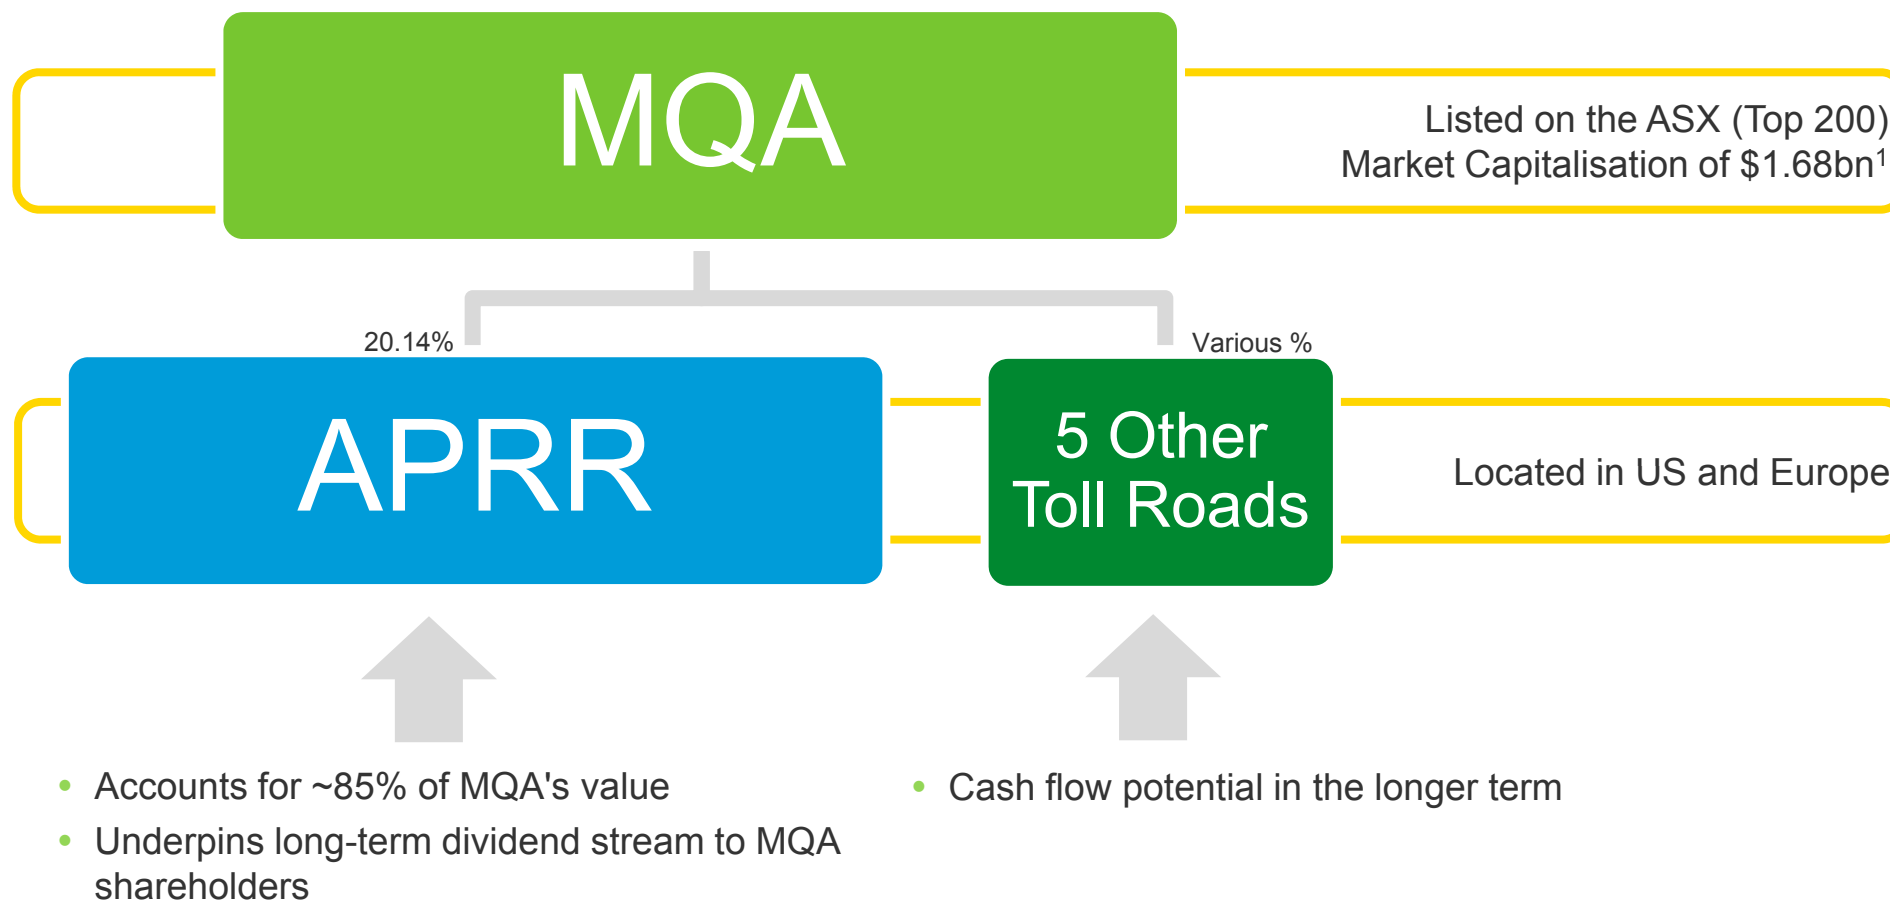 MQA
Listed on the ASX (Top 200)
Market Capitalisation of $1.68bn¹
20.14%
Various %
APRR
5 Other
Toll Roads
Located in US and Europe
• Accounts for ~85% of MQA's value
• Underpins long-term dividend stream to MQA
shareholders
• Cash flow potential in the longer term